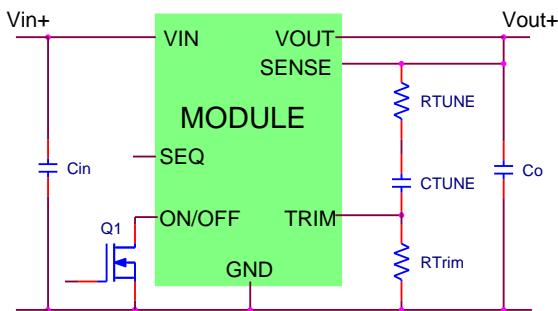 Vin+
Vout+
VIN
VOUT
SENSE
RTUNE
MODULE
SEQ
Cin
CTUNE
Co
Q1
ON/OFF
TRIM
GND
RTrim